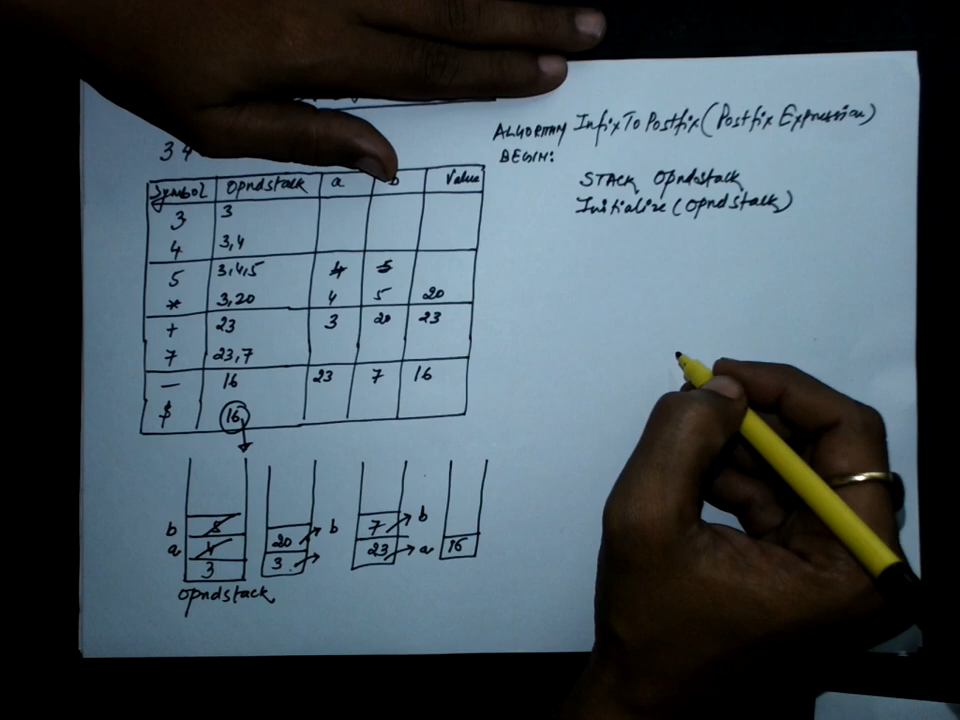 3 4
Symbol Opndstack a b Value
3 3
4 3,4
5 3,4,5 4 5
* 3,20 4 5 20
+ 23 3 20 23
7 23,7
— 16 23 7 16
$ 16
b 5
a 4
3
opndstack
20 b
3
7 b
23 a
16
ALGORITHM InfixToPostfix(Postfix Expression)
BEGIN:
STACK OpndStack
Initialize(OpndStack)